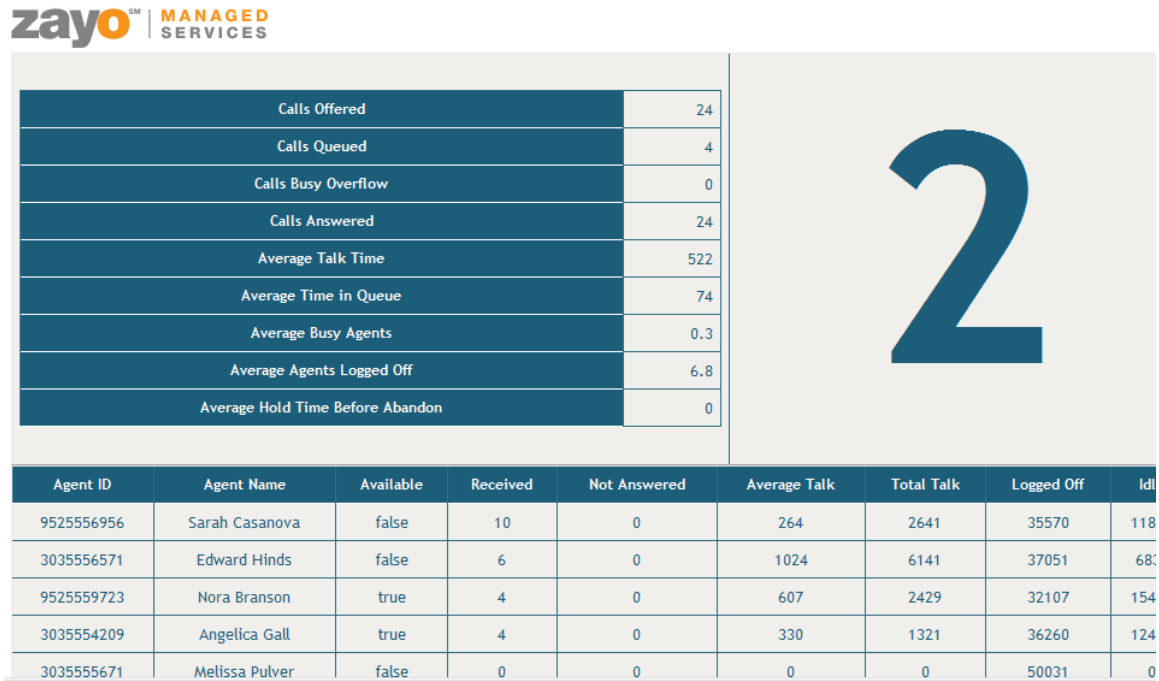 zayo℠ | MANAGED SERVICES
Calls Offered 24
Calls Queued 4
Calls Busy Overflow 0
Calls Answered 24
Average Talk Time 522
Average Time in Queue 74
Average Busy Agents 0.3
Average Agents Logged Off 6.8
Average Hold Time Before Abandon 0
2
Agent ID Agent Name Available Received Not Answered Average Talk Total Talk Logged Off
9525556956 Sarah Casanova false 10 0 264 2641 35570
3035556571 Edward Hinds false 6 0 1024 6141 37051
9525559723 Nora Branson true 4 0 607 2429 32107
3035554209 Angelica Gall true 4 0 330 1321 36260
3035555671 Melissa Pulver false 0 0 0 0 50031